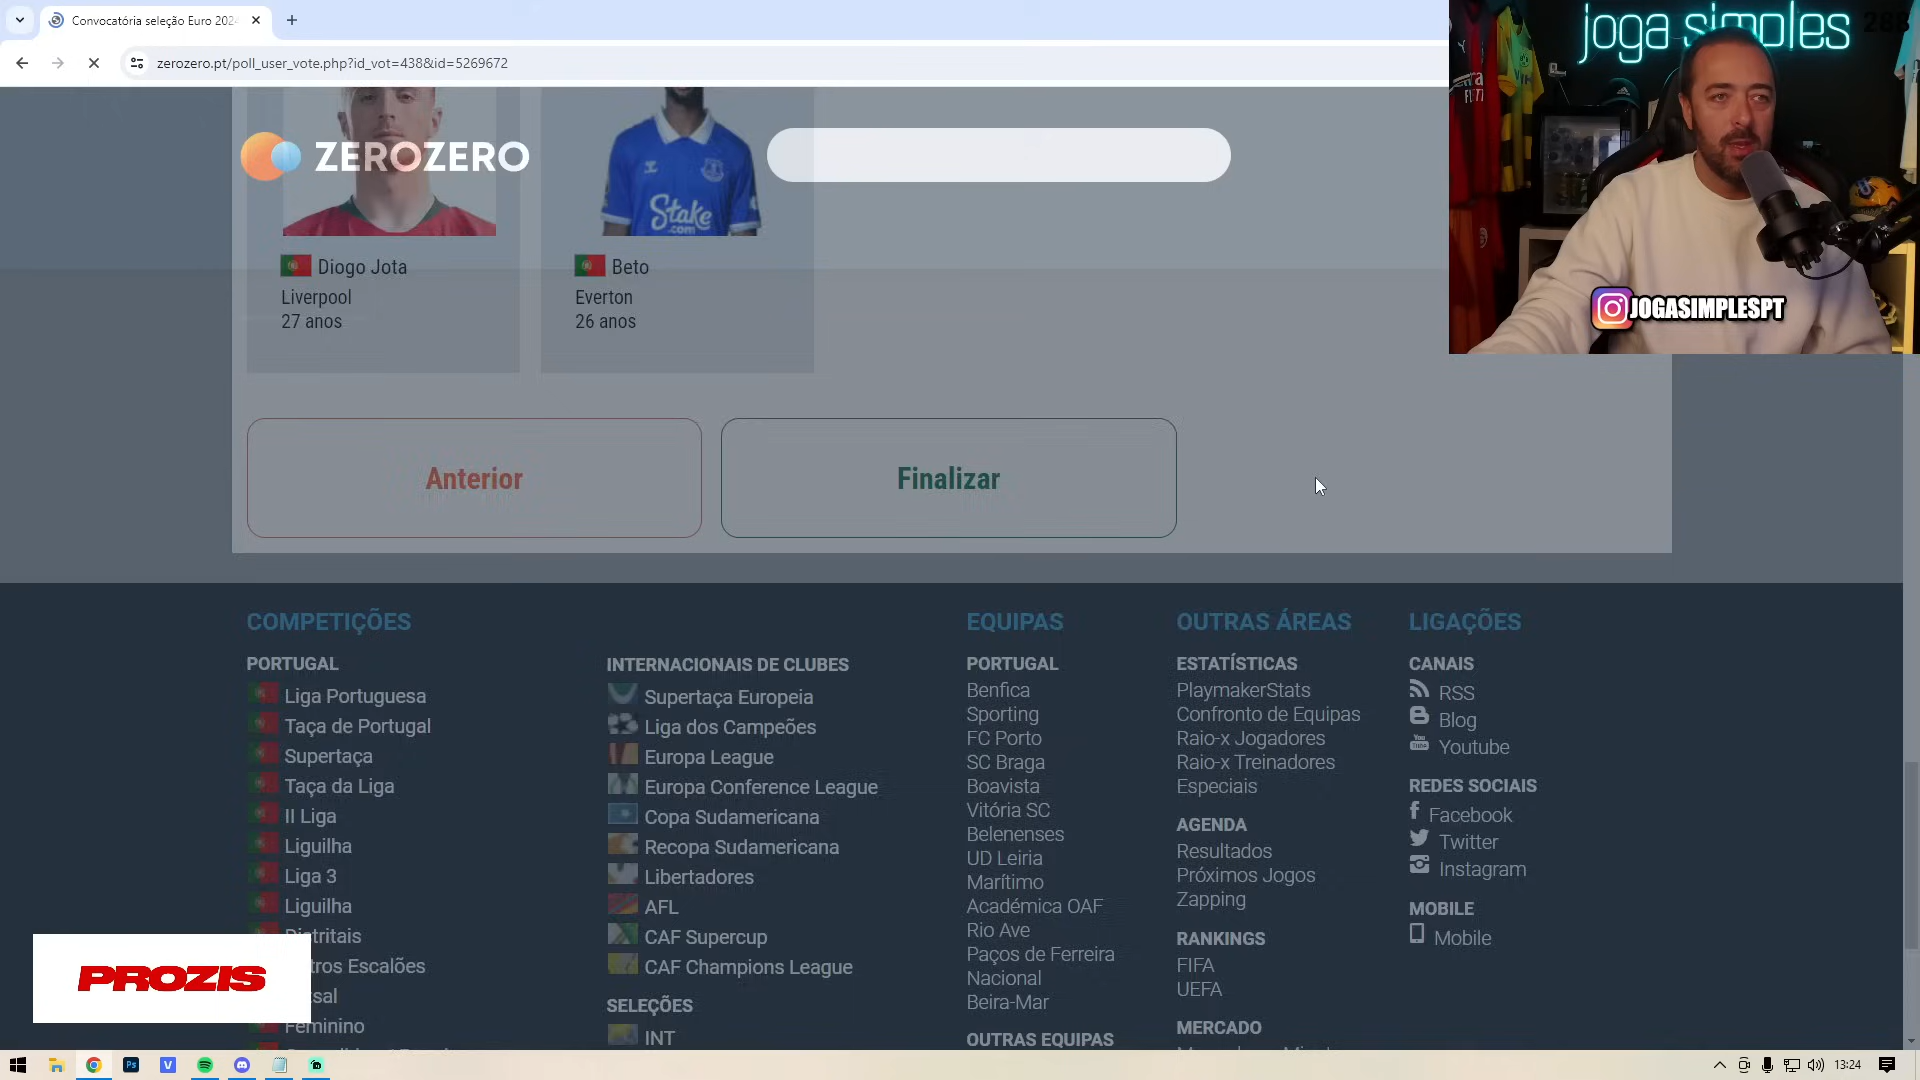 Convocatória seleção Euro 2024
joga simples
288
zerozero.pt/poll_user_vote.php?id_vot=438&id=5269672
ZEROZERO
Stake
.com
Diogo Jota
Liverpool
27 anos
Beto
Everton
26 anos
JOGASIMPLESPT
Anterior
Finalizar
COMPETIÇÕES
PORTUGAL
Liga Portuguesa
Taça de Portugal
Supertaça
Taça da Liga
II Liga
Liguilha
Liga 3
Liguilha
Distritais
tros Escalões
sal
Feminino
INTERNACIONAIS DE CLUBES
Supertaça Europeia
Liga dos Campeões
Europa League
Europa Conference League
Copa Sudamericana
Recopa Sudamericana
Libertadores
AFL
CAF Supercup
CAF Champions League
SELEÇÕES
INT
EQUIPAS
PORTUGAL
Benfica
Sporting
FC Porto
SC Braga
Boavista
Vitória SC
Belenenses
UD Leiria
Marítimo
Académica OAF
Rio Ave
Paços de Ferreira
Nacional
Beira-Mar
OUTRAS EQUIPAS
OUTRAS ÁREAS
ESTATÍSTICAS
PlaymakerStats
Confronto de Equipas
Raio-x Jogadores
Raio-x Treinadores
Especiais
AGENDA
Resultados
Próximos Jogos
Zapping
RANKINGS
FIFA
UEFA
MERCADO
LIGAÇÕES
CANAIS
RSS
Blog
Youtube
REDES SOCIAIS
Facebook
Twitter
Instagram
MOBILE
Mobile
PROZIS
Ps
V
13:24